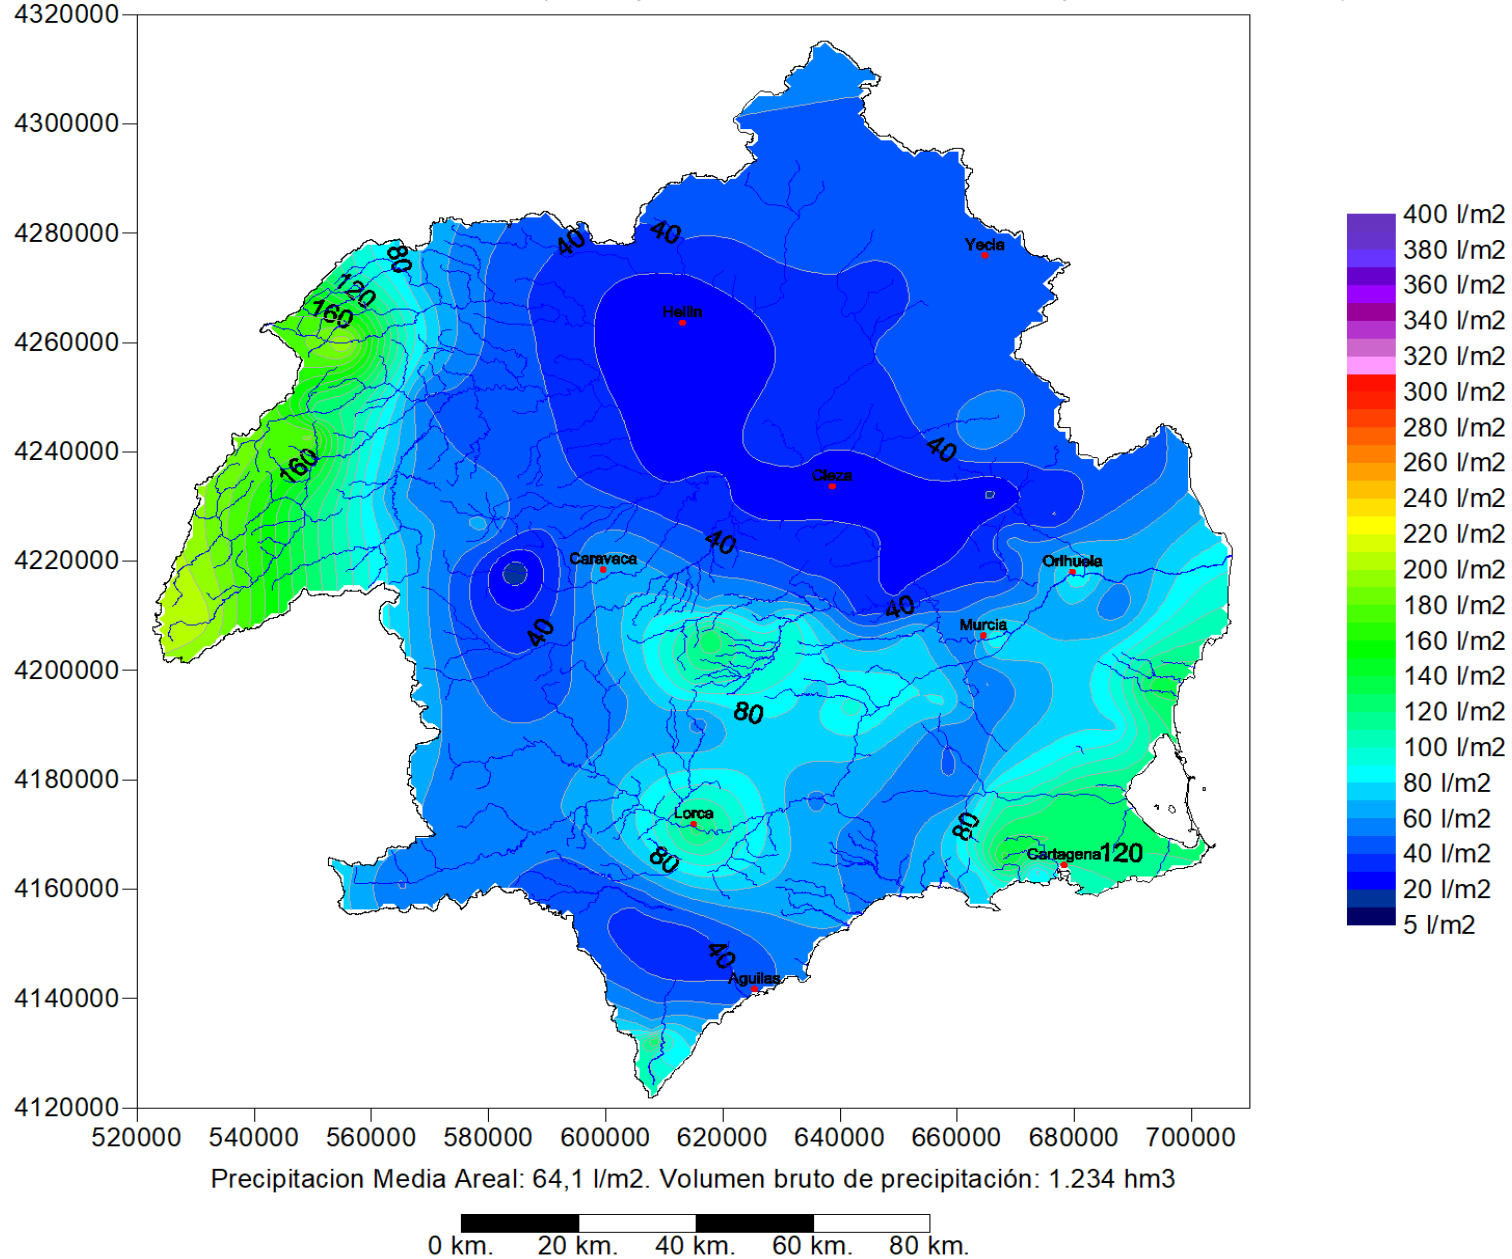 4320000
4300000
4280000
4260000
4240000
4220000
4200000
4180000
4160000
4140000
4120000
520000 540000 560000 580000 600000 620000 640000 660000 680000 700000
40
40
80
120
160
160
Yecla
Hellin
40
Cieza
40
Caravaca
Orihuela
40
40
Murcia
80
Lorca
80
80
Cartagena 120
40
Aguilas
400 l/m2
380 l/m2
360 l/m2
340 l/m2
320 l/m2
300 l/m2
280 l/m2
260 l/m2
240 l/m2
220 l/m2
200 l/m2
180 l/m2
160 l/m2
140 l/m2
120 l/m2
100 l/m2
80 l/m2
60 l/m2
40 l/m2
20 l/m2
5 l/m2
Precipitacion Media Areal: 64,1 l/m2. Volumen bruto de precipitación: 1.234 hm3
0 km. 20 km. 40 km. 60 km. 80 km.